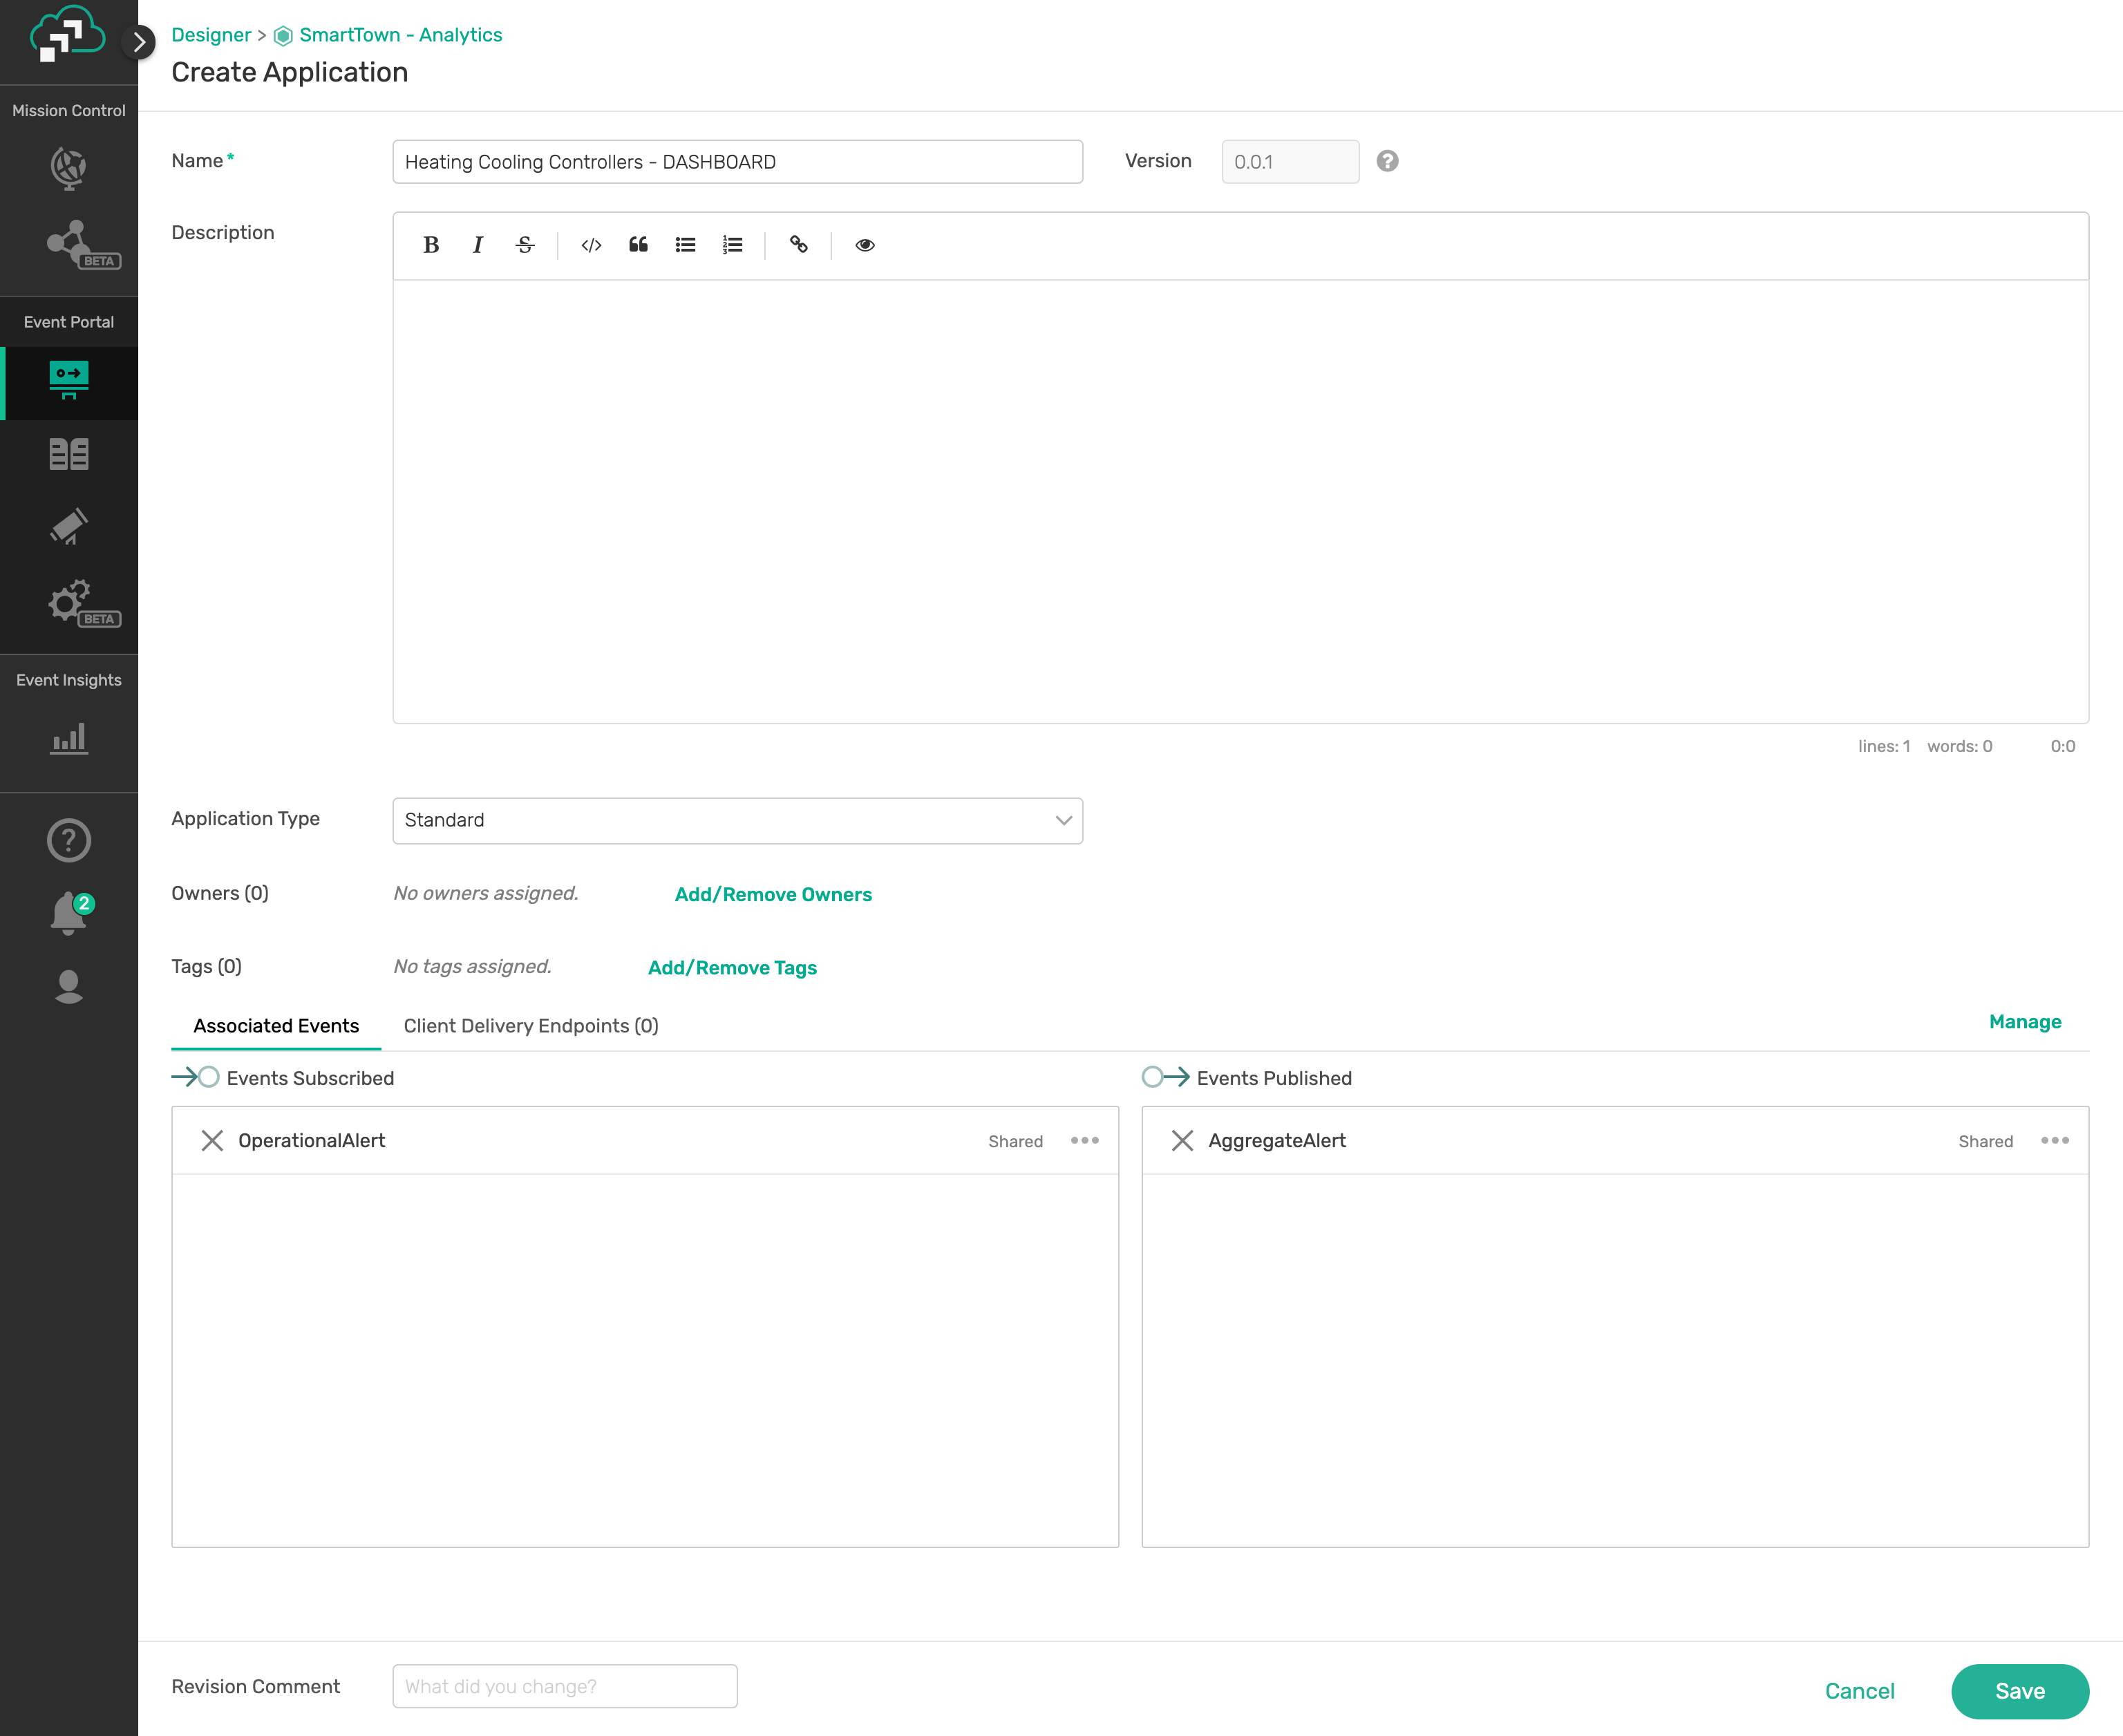 Designer > SmartTown - Analytics
Create Application
Mission Control
BETA
Event Portal
BETA
Event Insights
2
Name *
Heating Cooling Controllers - DASHBOARD
Version
0.0.1
Description
lines: 1 words: 0 0:0
Application Type
Standard
Owners (0)
No owners assigned.
Add/Remove Owners
Tags (0)
No tags assigned.
Add/Remove Tags
Associated Events
Client Delivery Endpoints (0)
Manage
Events Subscribed
OperationalAlert
Shared
Events Published
AggregateAlert
Shared
Revision Comment
What did you change?
Cancel
Save